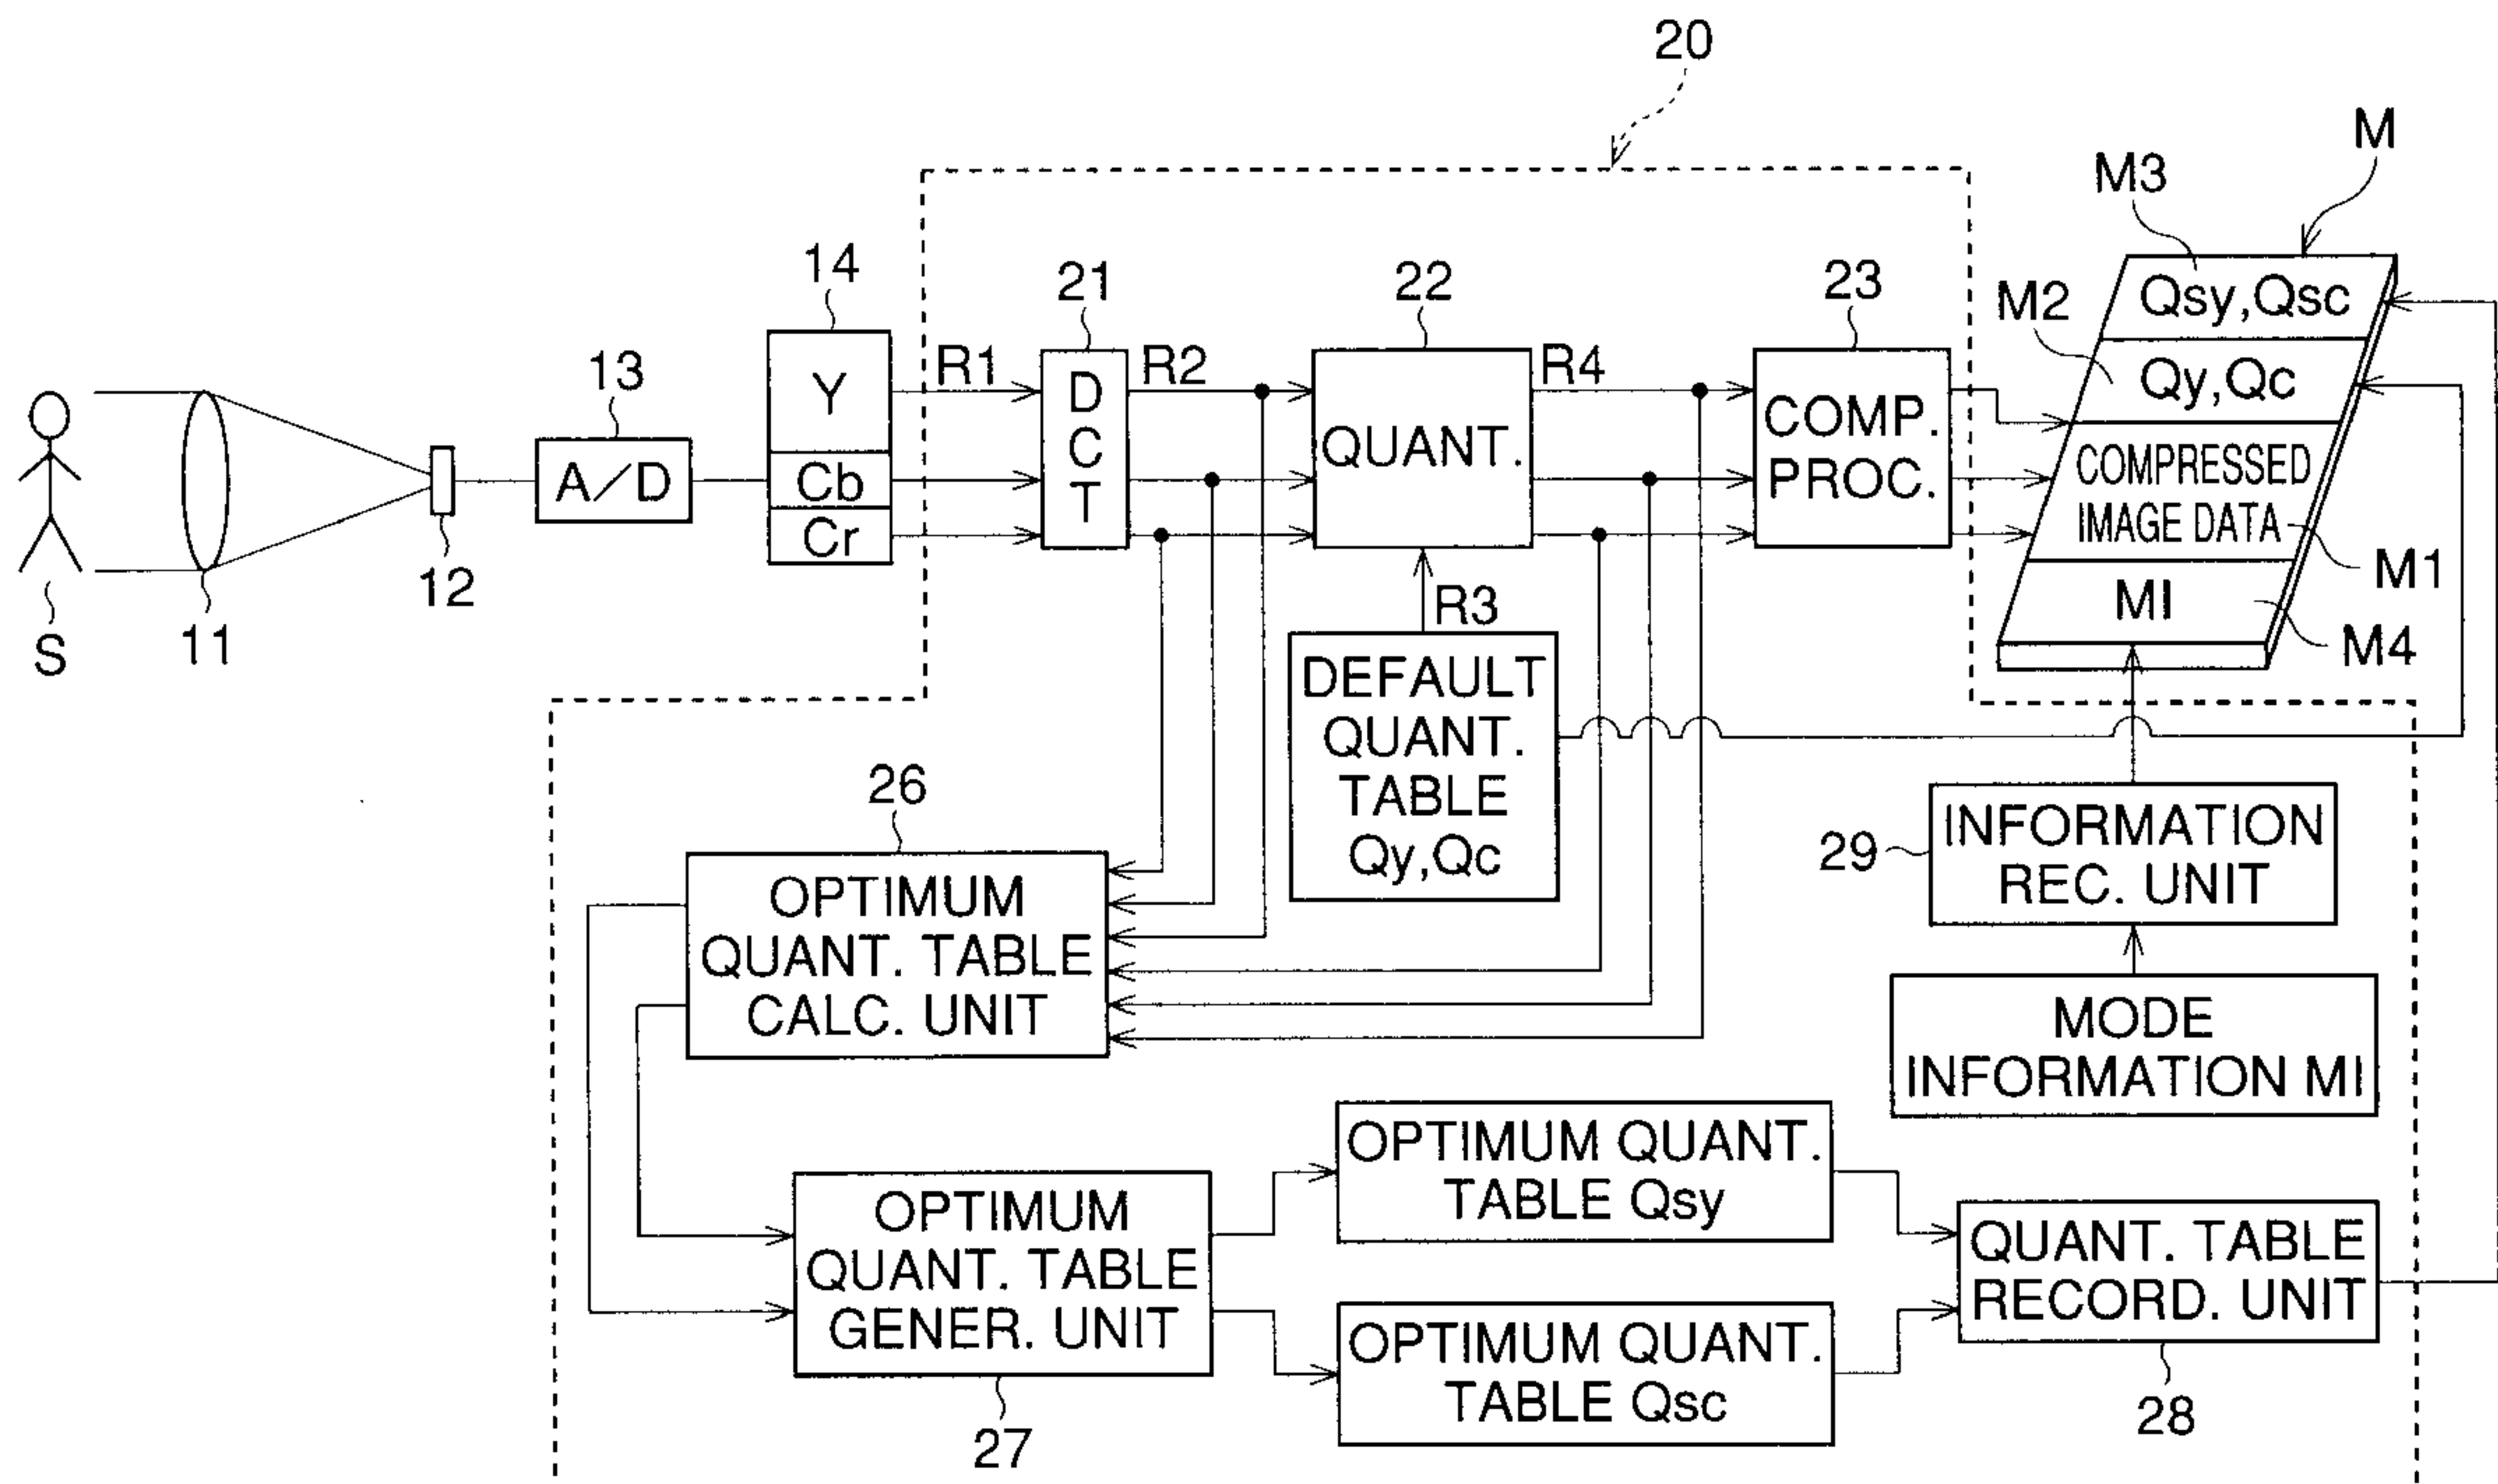 20
M
M3
14
21
22
23
M2
Qsy,Qsc
13
Y
R1
DCT
R2
R4
Qy,Qc
A/D
Cb
QUANT.
COMP.
PROC.
COMPRESSED
IMAGE DATA
Cr
S
11
12
R3
MI
M1
M4
DEFAULT
QUANT.
TABLE
Qy,Qc
26
29
INFORMATION
REC. UNIT
OPTIMUM
QUANT. TABLE
CALC. UNIT
MODE
INFORMATION MI
OPTIMUM QUANT.
TABLE Qsy
OPTIMUM
QUANT. TABLE
GENER. UNIT
QUANT. TABLE
RECORD. UNIT
OPTIMUM QUANT.
TABLE Qsc
27
28